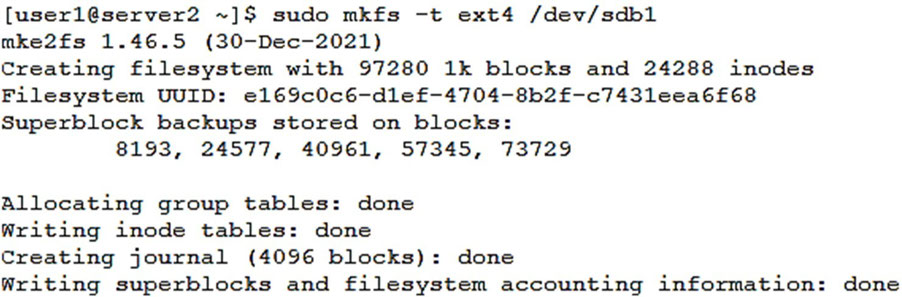 [user1@server2 ~]$ sudo mkfs -t ext4 /dev/sdb1
mke2fs 1.46.5 (30-Dec-2021)
Creating filesystem with 97280 1k blocks and 24288 inodes
Filesystem UUID: e169c0c6-d1ef-4704-8b2f-c7431eea6f68
Superblock backups stored on blocks:
        8193, 24577, 40961, 57345, 73729

Allocating group tables: done
Writing inode tables: done
Creating journal (4096 blocks): done
Writing superblocks and filesystem accounting information: done